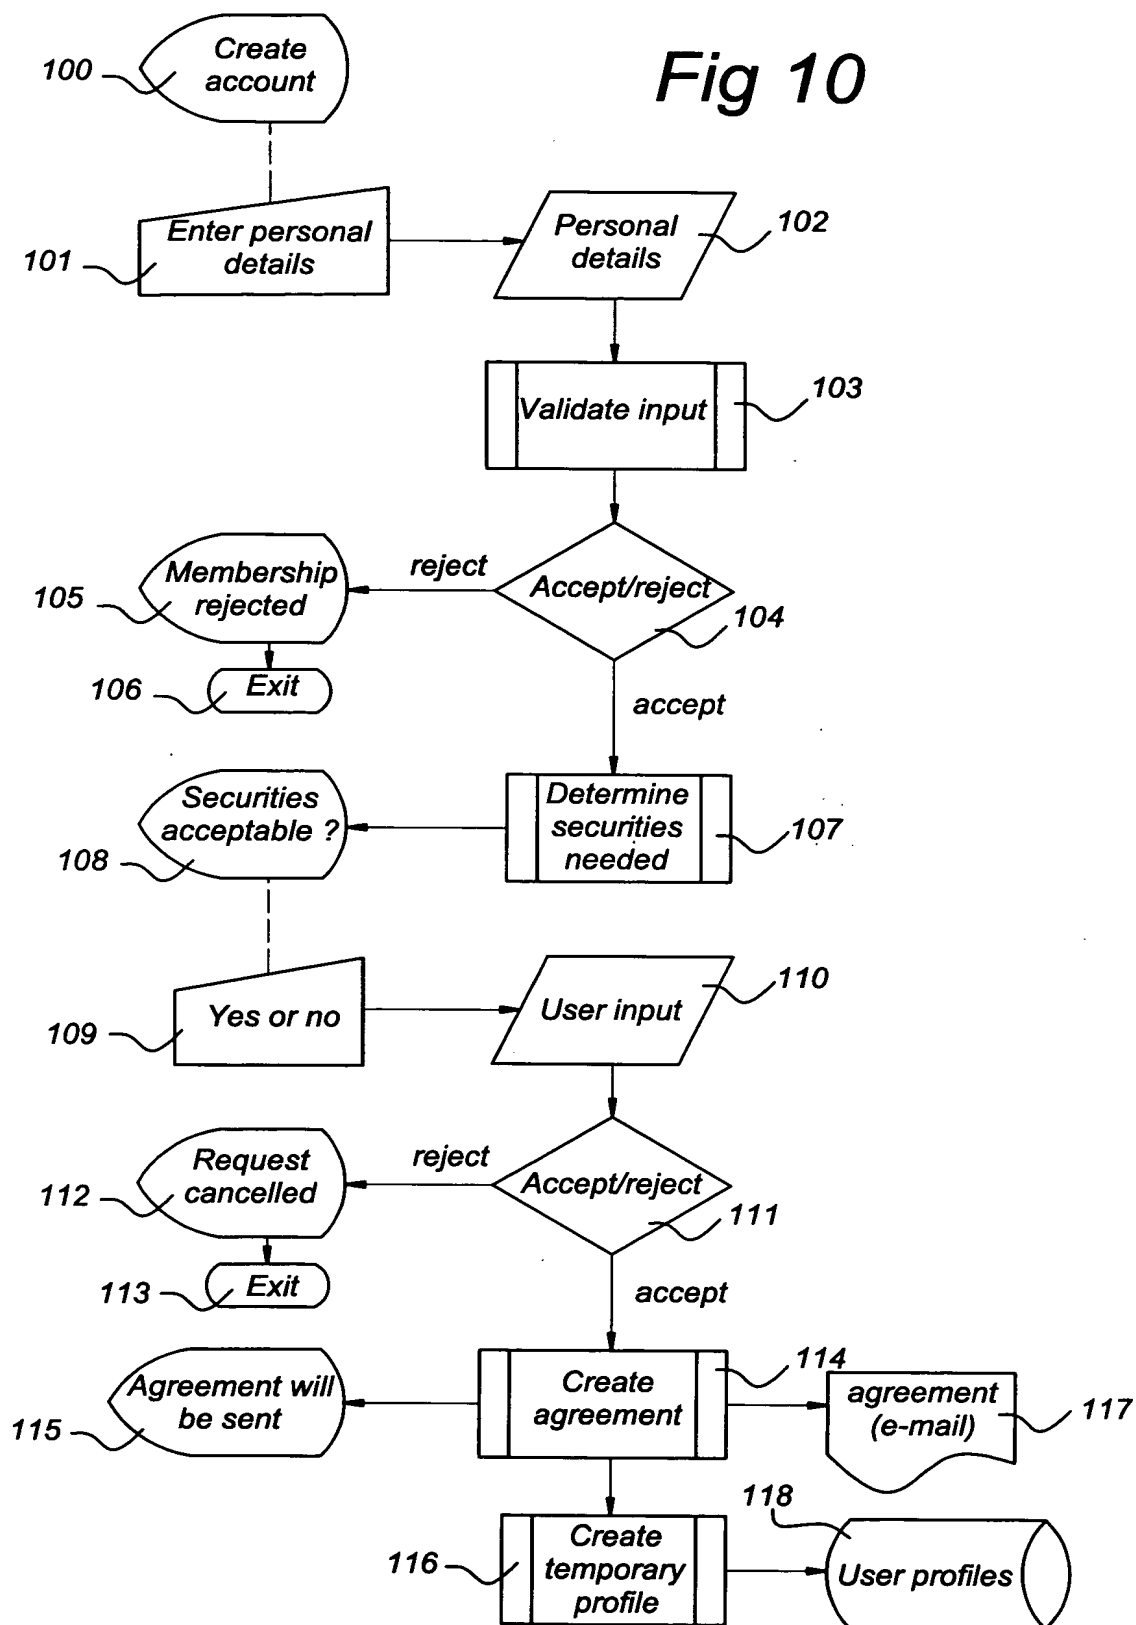 Fig 10
Create
account
100
Enter personal
details
101
Personal
details
102
Validate input
103
Accept/reject
104
reject
Membership
rejected
105
Exit
106
accept
Determine
securities
needed
107
Securities
acceptable ?
108
Yes or no
109
User input
110
Accept/reject
111
reject
Request
cancelled
112
Exit
113
accept
Create
agreement
114
Agreement will
be sent
115
agreement
(e-mail)
117
Create
temporary
profile
116
User profiles
118